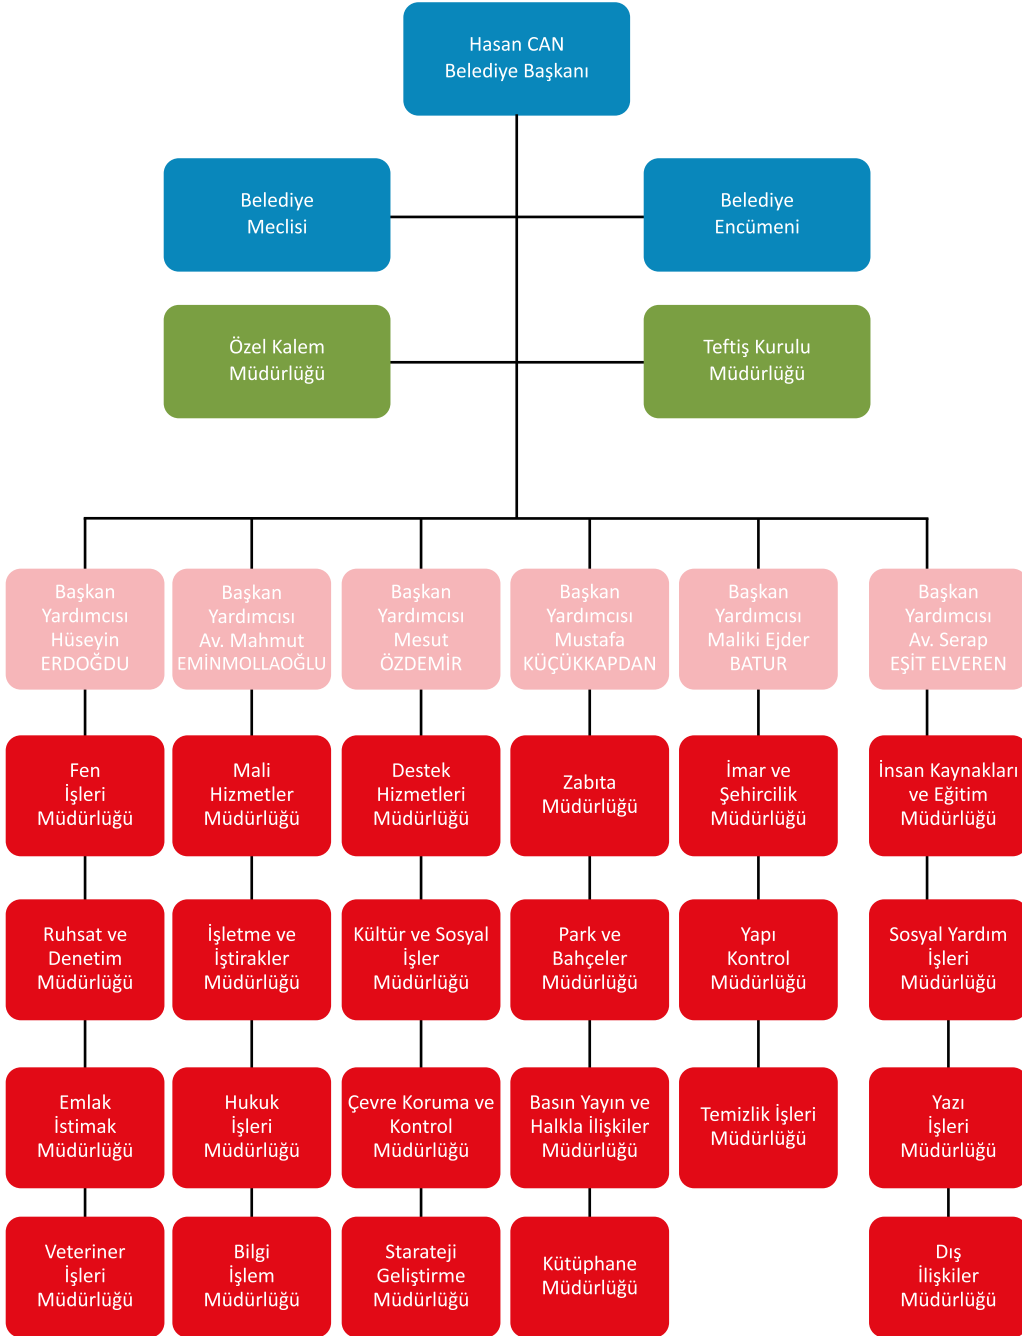 Hasan CAN
Belediye Başkanı
Belediye
Meclisi
Belediye
Encümeni
Özel Kalem
Müdürlüğü
Teftiş Kurulu
Müdürlüğü
Başkan
Yardımcısı
Hüseyin
ERDOĞDU
Başkan
Yardımcısı
Av. Mahmut
EMİNMOLLAOĞLU
Başkan
Yardımcısı
Mesut
ÖZDEMİR
Başkan
Yardımcısı
Mustafa
KÜÇÜKKAPDAN
Başkan
Yardımcısı
Maliki Ejder
BATUR
Başkan
Yardımcısı
Av. Serap
EŞİT ELVEREN
Fen
İşleri
Müdürlüğü
Mali
Hizmetler
Müdürlüğü
Destek
Hizmetleri
Müdürlüğü
Zabıta
Müdürlüğü
İmar ve
Şehircilik
Müdürlüğü
İnsan Kaynakları
ve Eğitim
Müdürlüğü
Ruhsat ve
Denetim
Müdürlüğü
İşletme ve
İştirakler
Müdürlüğü
Kültür ve Sosyal
İşler
Müdürlüğü
Park ve
Bahçeler
Müdürlüğü
Yapı
Kontrol
Müdürlüğü
Sosyal Yardım
İşleri
Müdürlüğü
Emlak
İstimak
Müdürlüğü
Hukuk
İşleri
Müdürlüğü
Çevre Koruma ve
Kontrol
Müdürlüğü
Basın Yayın ve
Halkla İlişkiler
Müdürlüğü
Temizlik İşleri
Müdürlüğü
Yazı
İşleri
Müdürlüğü
Veteriner
İşleri
Müdürlüğü
Bilgi
İşlem
Müdürlüğü
Starateji
Geliştirme
Müdürlüğü
Kütüphane
Müdürlüğü
Dış
İlişkiler
Müdürlüğü